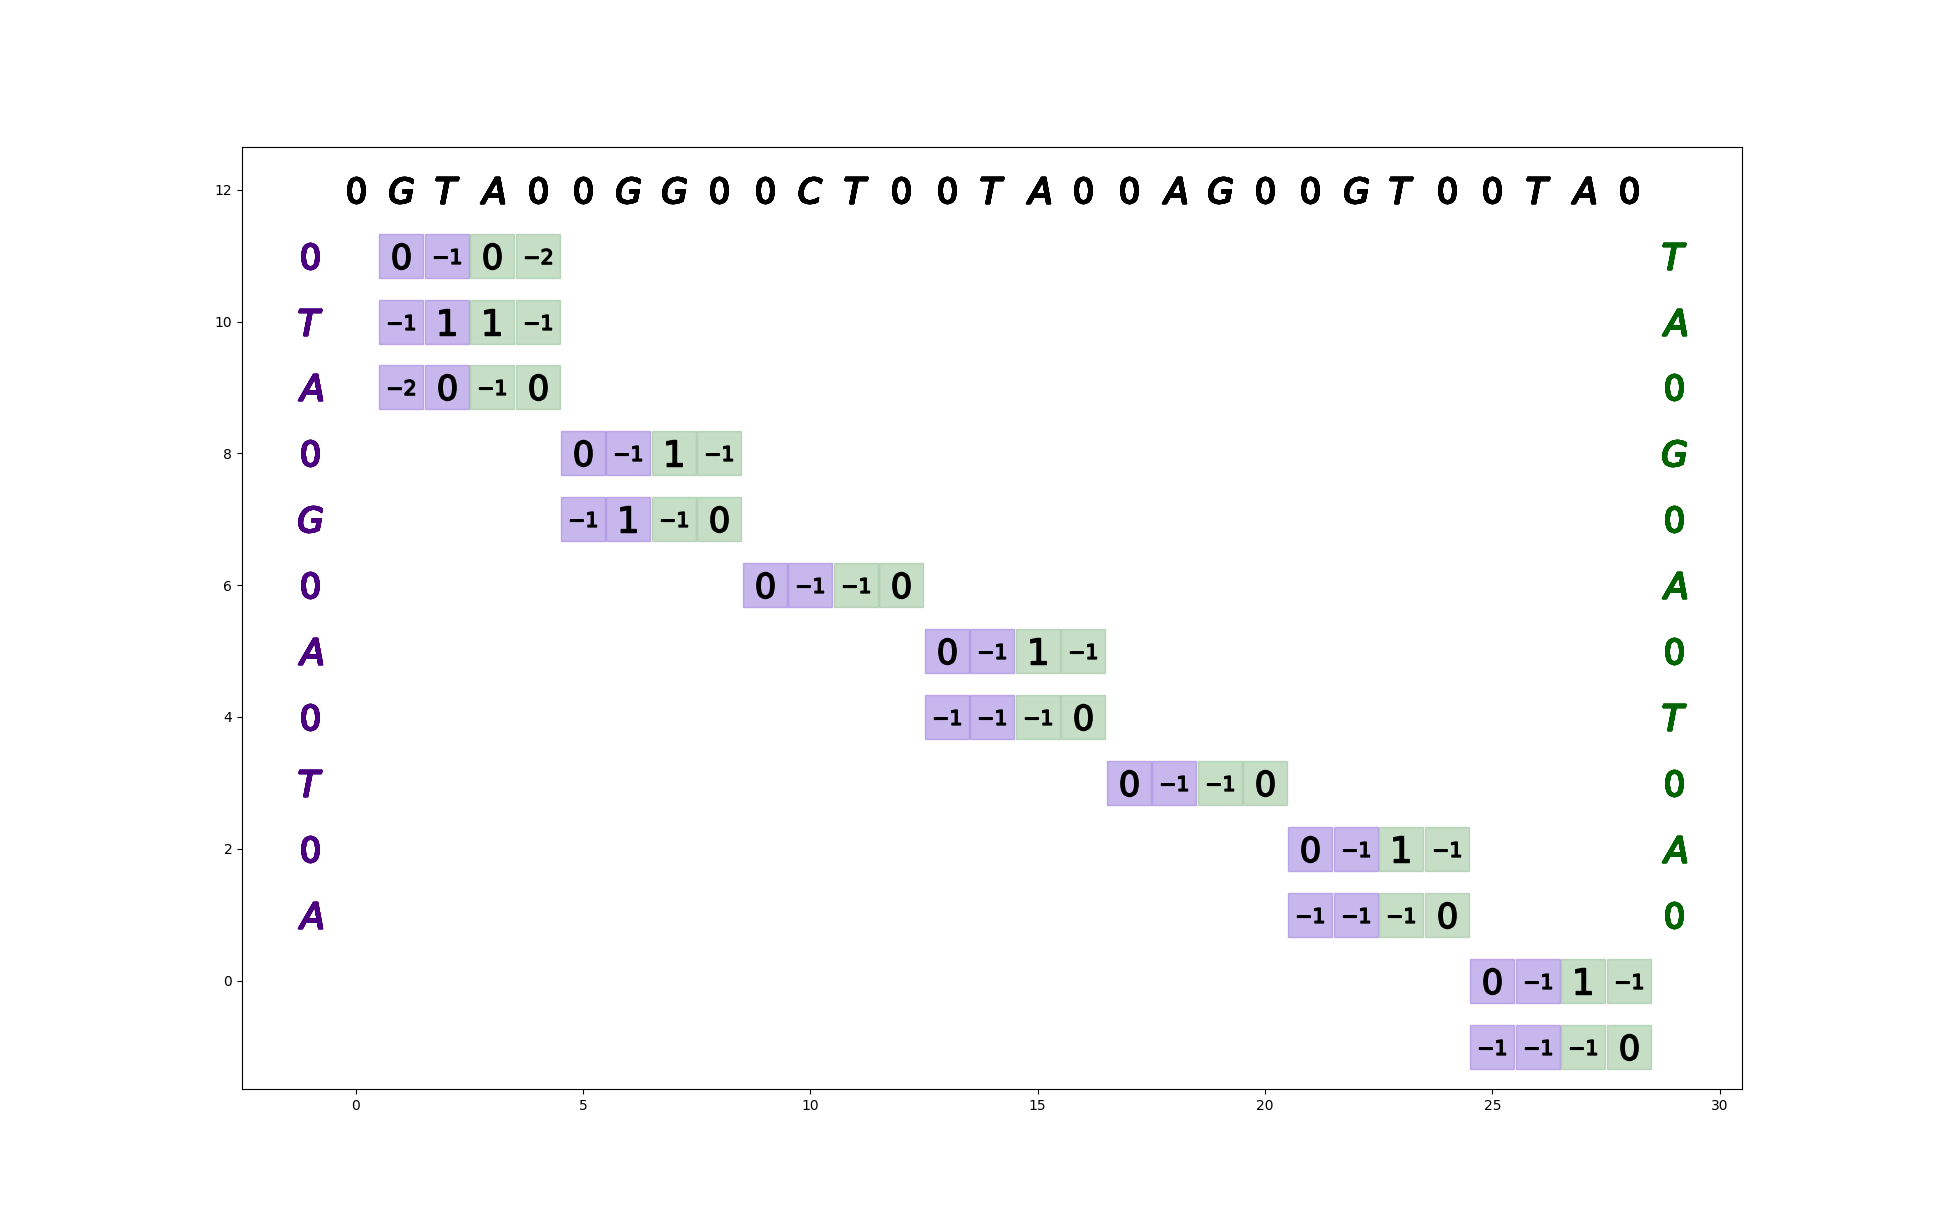 12 0 G T A 0 0 G G 0 0 C T 0 0 T A 0 0 A G 0 0 G T 0 0 T A 0
0 0 −1 0 −2 T
10 T −1 1 1 −1 A
A −2 0 −1 0 0
8 0 0 −1 1 −1 G
G −1 1 −1 0 0
6 0 0 −1 −1 0 A
A 0 −1 1 −1 0
4 0 −1 −1 −1 0 T
T 0 −1 −1 0 0
2 0 0 −1 1 −1 A
A −1 −1 −1 0 0
0 0 −1 1 −1
−1 −1 −1 0
0 5 10 15 20 25 30